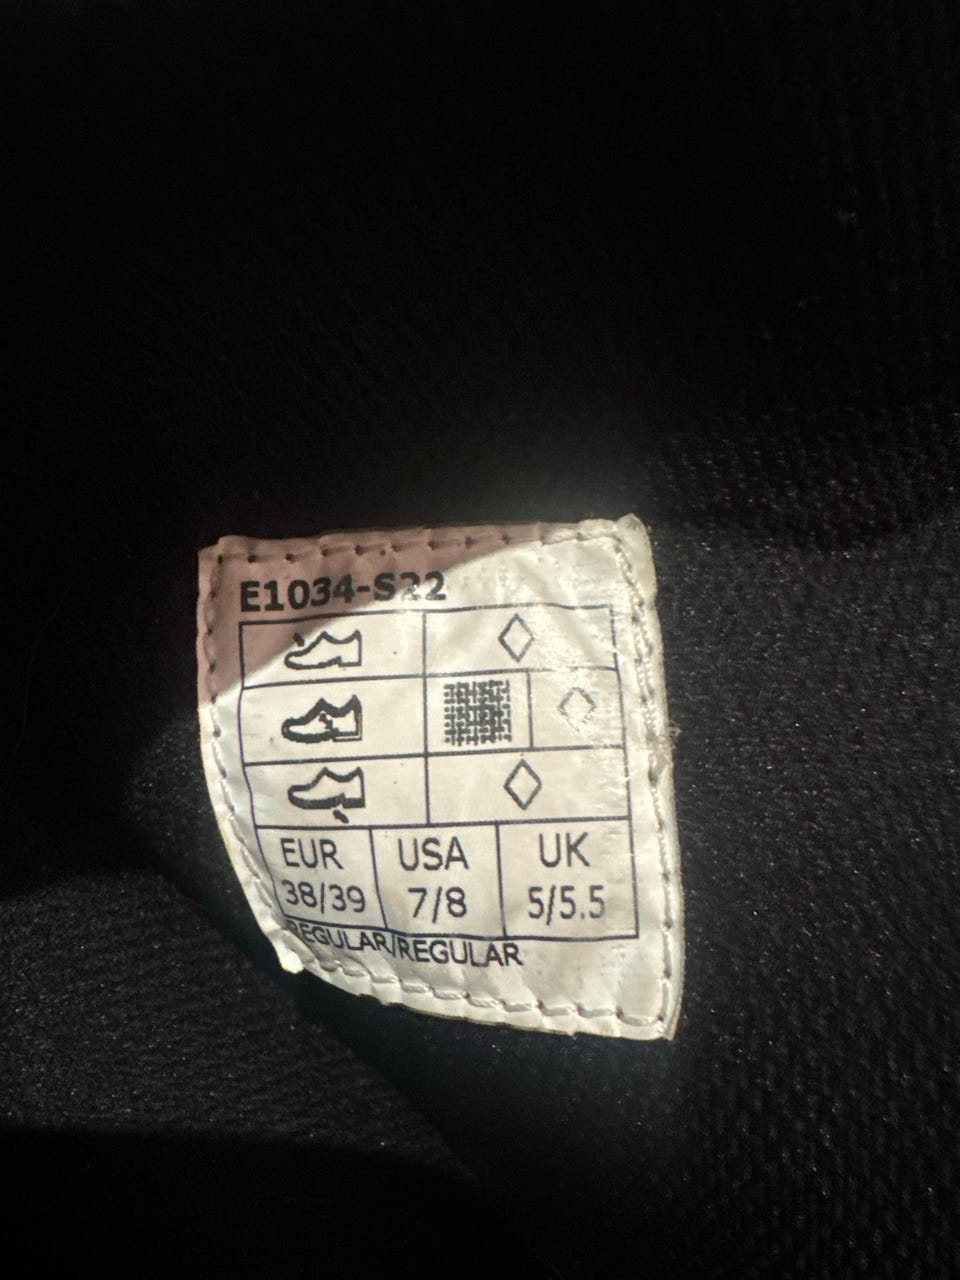 E1034-S22
EUR USA UK
38/39 7/8 5/5.5
REGULAR/REGULAR